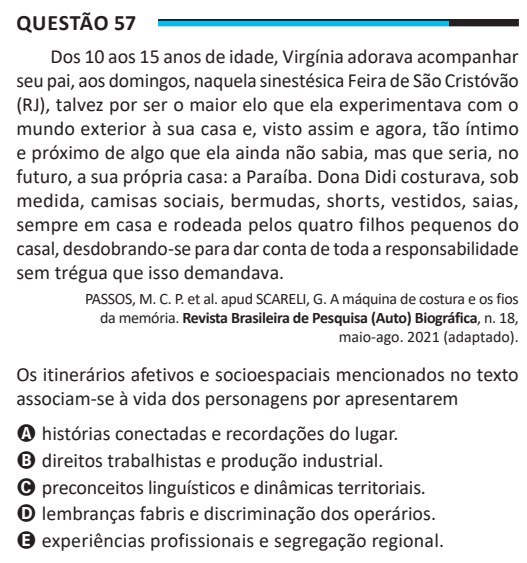 QUESTÃO 57
Dos 10 aos 15 anos de idade, Virgínia adorava acompanhar
seu pai, aos domingos, naquela sinestésica Feira de São Cristóvão
(RJ), talvez por ser o maior elo que ela experimentava com o
mundo exterior à sua casa e, visto assim e agora, tão íntimo
e próximo de algo que ela ainda não sabia, mas que seria, no
futuro, a sua própria casa: a Paraíba. Dona Didi costurava, sob
medida, camisas sociais, bermudas, shorts, vestidos, saias,
sempre em casa e rodeada pelos quatro filhos pequenos do
casal, desdobrando-se para dar conta de toda a responsabilidade
sem trégua que isso demandava.
PASSOS, M. C. P. et al. apud SCARELI, G. A máquina de costura e os fios
da memória. Revista Brasileira de Pesquisa (Auto) Biográfica, n. 18,
maio-ago. 2021 (adaptado).
Os itinerários afetivos e socioespaciais mencionados no texto
associam-se à vida dos personagens por apresentarem
A histórias conectadas e recordações do lugar.
B direitos trabalhistas e produção industrial.
C preconceitos linguísticos e dinâmicas territoriais.
D lembranças fabris e discriminação dos operários.
E experiências profissionais e segregação regional.